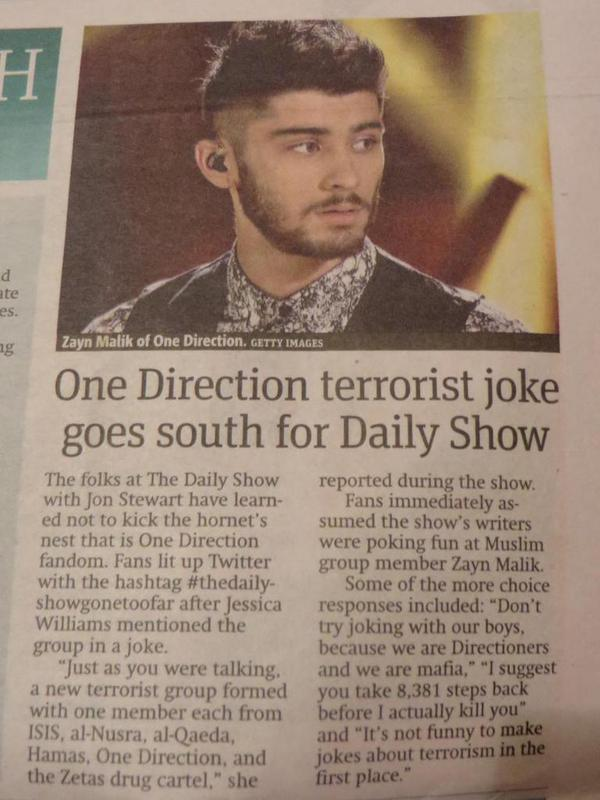 H
d
ate
es.
ng
Zayn Malik of One Direction. GETTY IMAGES
One Direction terrorist joke
goes south for Daily Show
The folks at The Daily Show
with Jon Stewart have learn-
ed not to kick the hornet's
nest that is One Direction
fandom. Fans lit up Twitter
with the hashtag #thedaily-
showgonetoofar after Jessica
Williams mentioned the
group in a joke.
"Just as you were talking,
a new terrorist group formed
with one member each from
ISIS, al-Nusra, al-Qaeda,
Hamas, One Direction, and
the Zetas drug cartel," she
reported during the show.
Fans immediately as-
sumed the show's writers
were poking fun at Muslim
group member Zayn Malik.
Some of the more choice
responses included: "Don't
try joking with our boys,
because we are Directioners
and we are mafia," "I suggest
you take 8,381 steps back
before I actually kill you"
and "It's not funny to make
jokes about terrorism in the
first place."